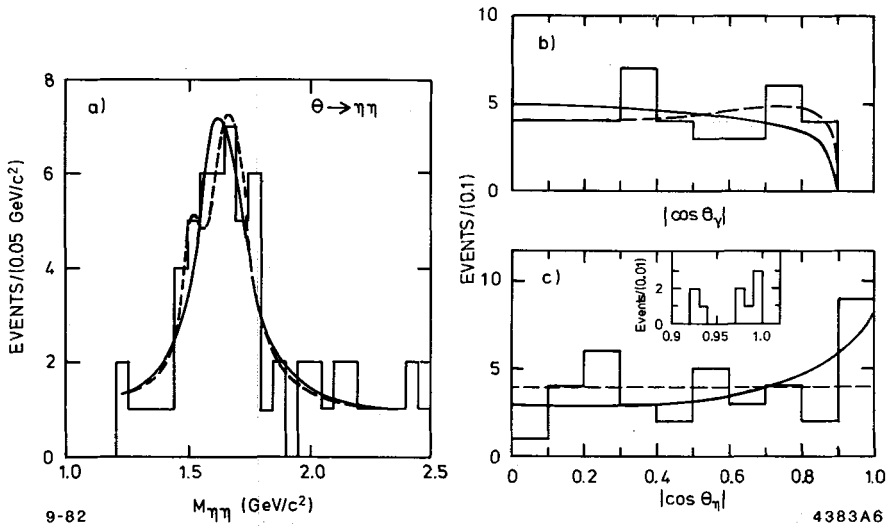 a)
Θ → ηη
8
6
4
2
0
EVENTS/(0.05 GeV/c²)
1.0 1.5 2.0 2.5
Mηη (GeV/c²)
b)
10
5
0
|cos θγ|
EVENTS/(0.1)
c)
10
5
0
Events/(0.01)
2
0
0.9 0.95 1.0
0 0.2 0.4 0.6 0.8 1.0
|cos θη|
9-82
4383A6